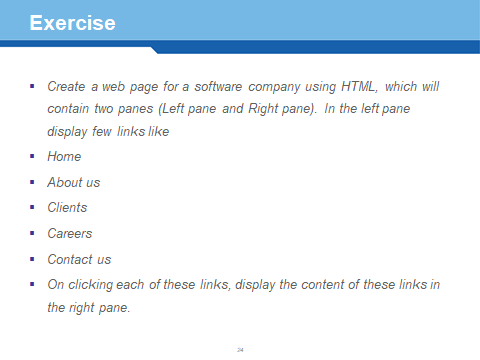 Exercise
▪ Create a web page for a software company using HTML, which will
contain two panes (Left pane and Right pane). In the left pane
display few links like
▪ Home
▪ About us
▪ Clients
▪ Careers
▪ Contact us
▪ On clicking each of these links, display the content of these links in
the right pane.
24